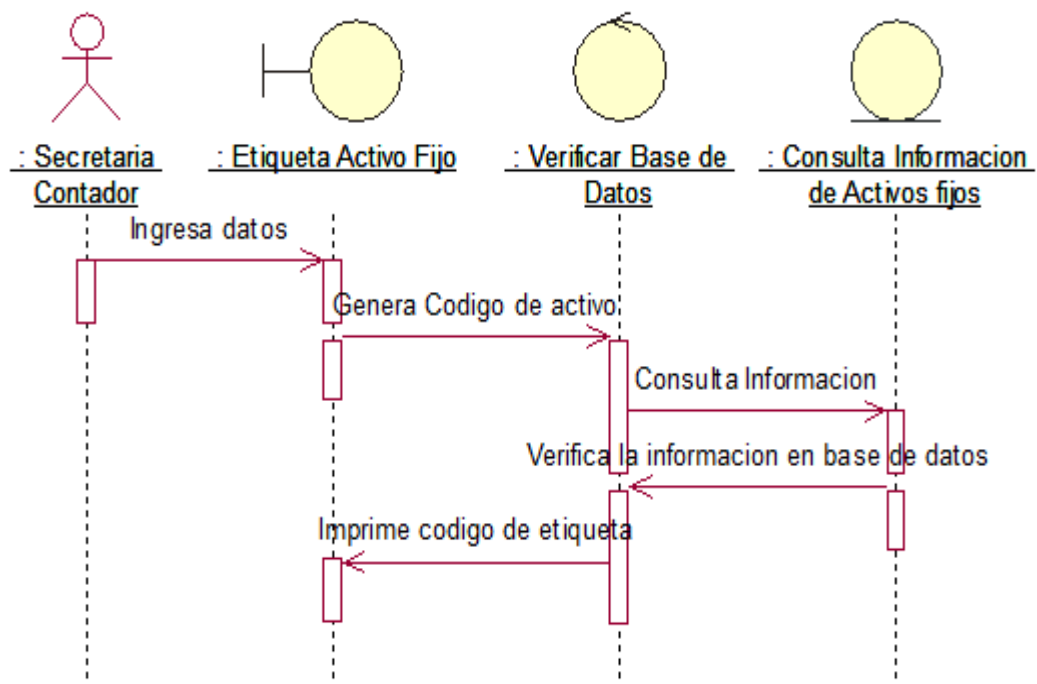 : Secretaria
Contador
: Etiqueta Activo Fijo
: Verificar Base de
Datos
: Consulta Informacion
de Activos fijos
Ingresa datos
Genera Codigo de activo
Consulta Informacion
Verifica la informacion en base de datos
Imprime codigo de etiqueta